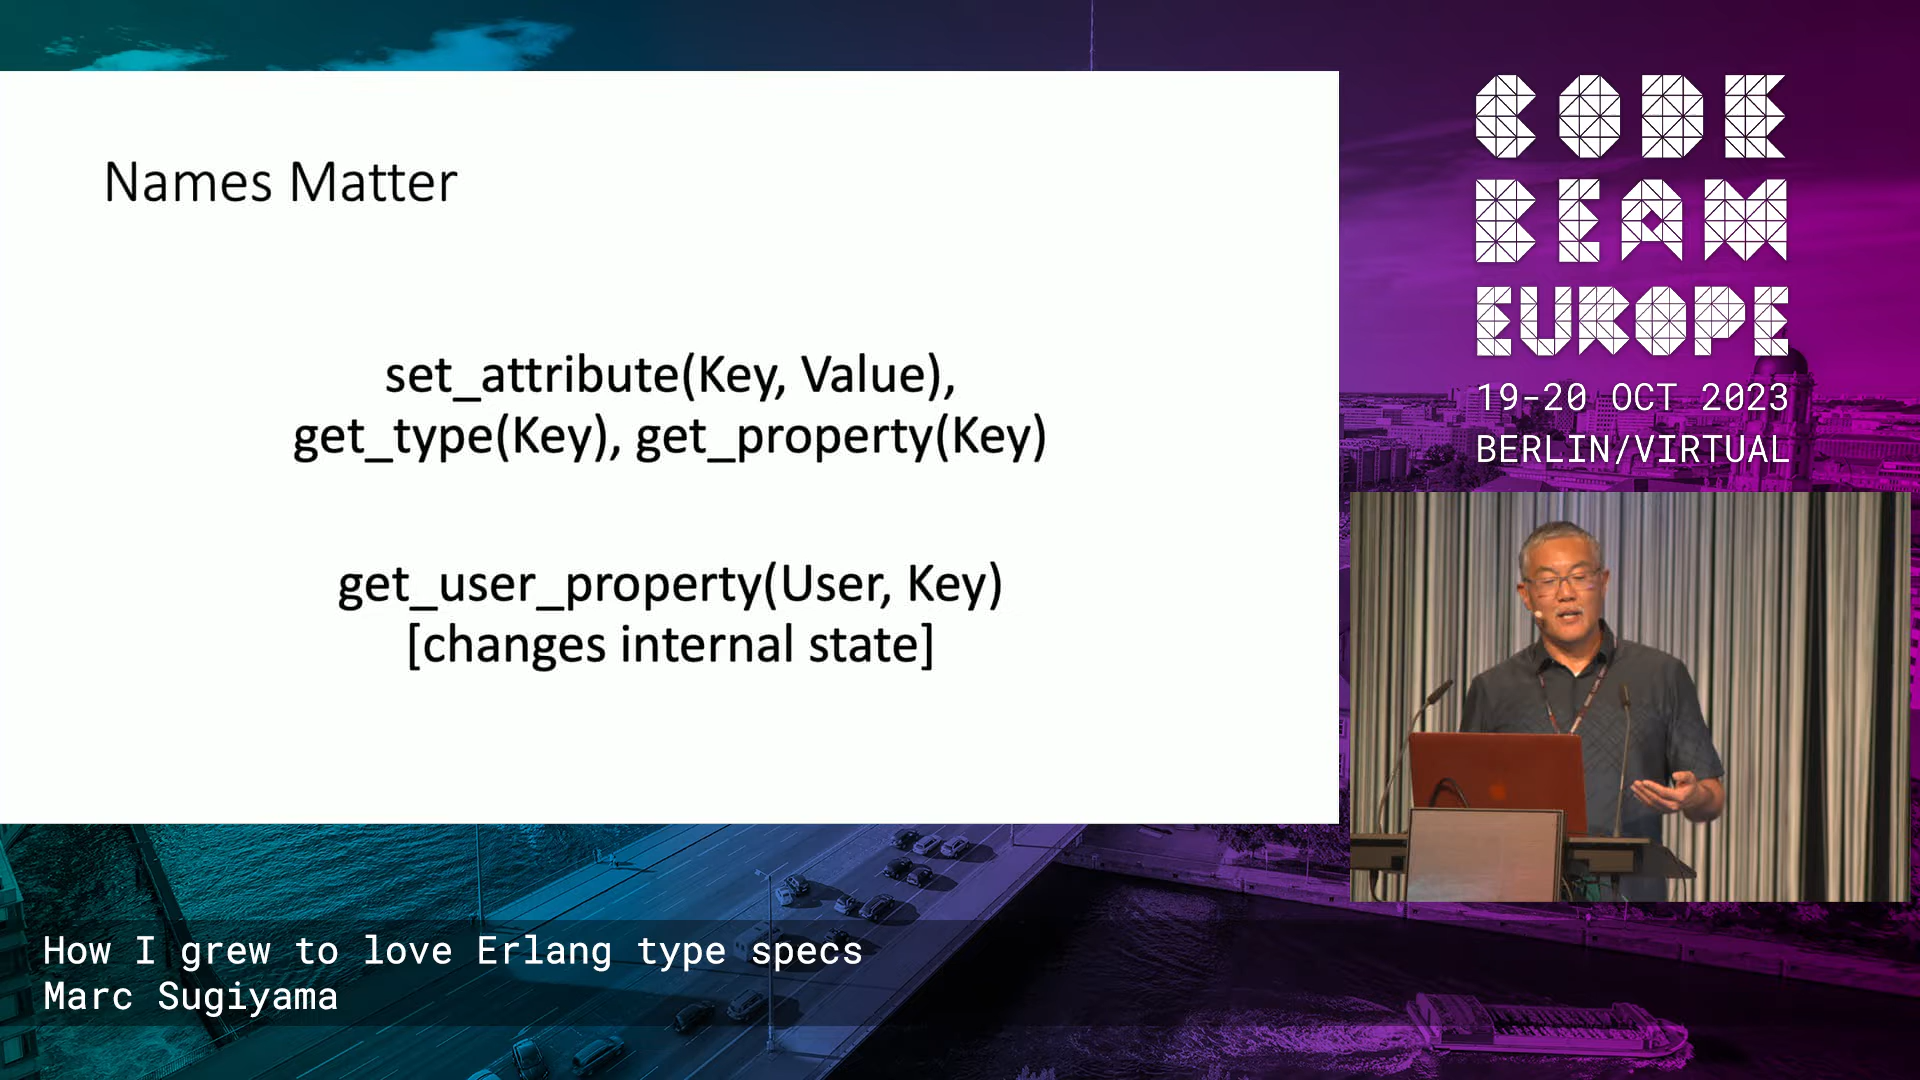 Names Matter
set_attribute(Key, Value),
get_type(Key), get_property(Key)
get_user_property(User, Key)
[changes internal state]
CODE
BEAM
EUROPE
19-20 OCT 2023
BERLIN/VIRTUAL
How I grew to love Erlang type specs
Marc Sugiyama